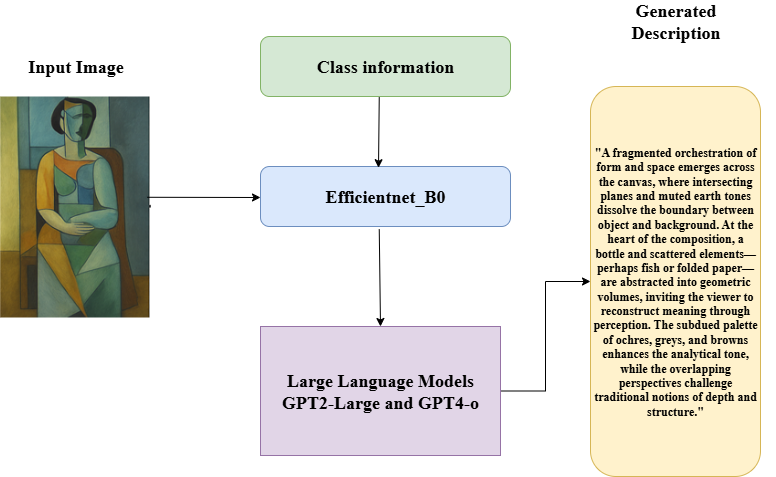 Generated
Description
Input Image
Class information
Efficientnet_B0
Large Language Models
GPT2-Large and GPT4-o
"A fragmented orchestration of
form and space emerges across
the canvas, where intersecting
planes and muted earth tones
dissolve the boundary between
object and background. At the
heart of the composition, a
bottle and scattered elements—
perhaps fish or folded paper—
are abstracted into geometric
volumes, inviting the viewer to
reconstruct meaning through
perception. The subdued palette
of ochres, greys, and browns
enhances the analytical tone,
while the overlapping
perspectives challenge
traditional notions of depth and
structure."